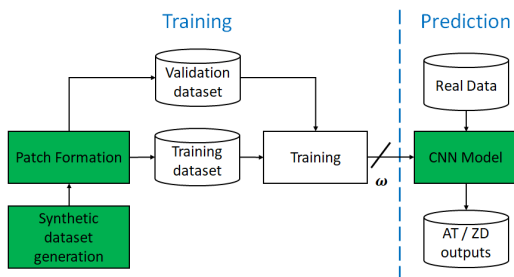 Training
Prediction
Validation
dataset
Real Data
Patch Formation
Training
dataset
Training
ω
CNN Model
Synthetic
dataset
generation
AT / ZD
outputs